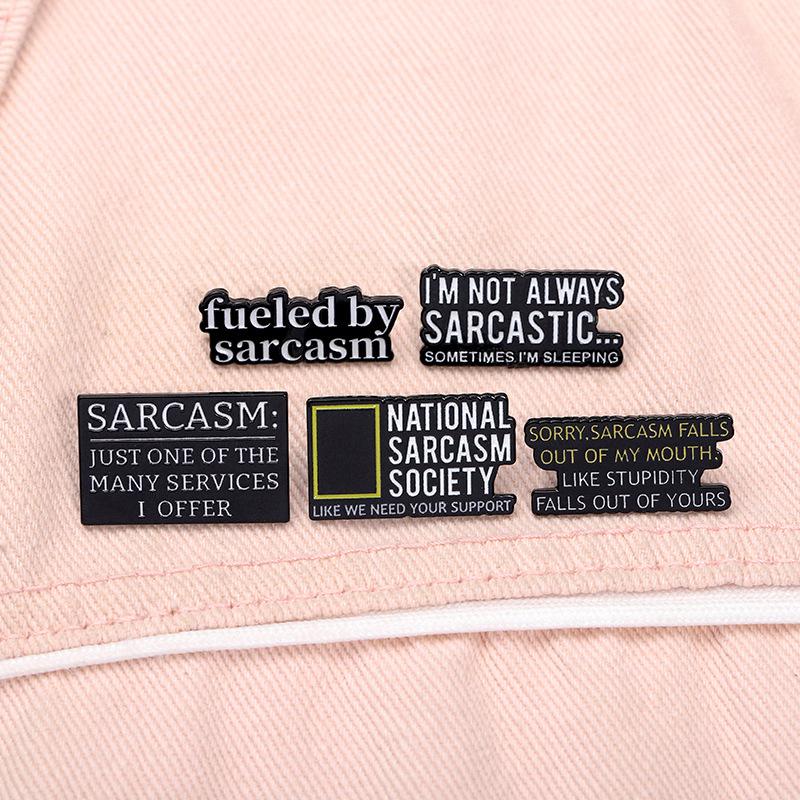 fueled by
sarcasm
I'M NOT ALWAYS
SARCASTIC...
SOMETIMES,I'M SLEEPING
SARCASM:
JUST ONE OF THE
MANY SERVICES
I OFFER
NATIONAL
SARCASM
SOCIETY
LIKE WE NEED YOUR SUPPORT
SORRY,SARCASM FALLS
OUT OF MY MOUTH.
LIKE STUPIDITY
FALLS OUT OF YOURS